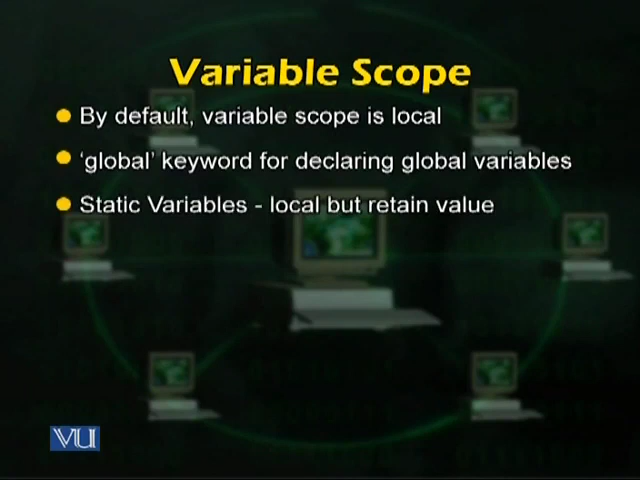 Variable Scope
By default, variable scope is local
‘global’ keyword for declaring global variables
Static Variables - local but retain value
VU